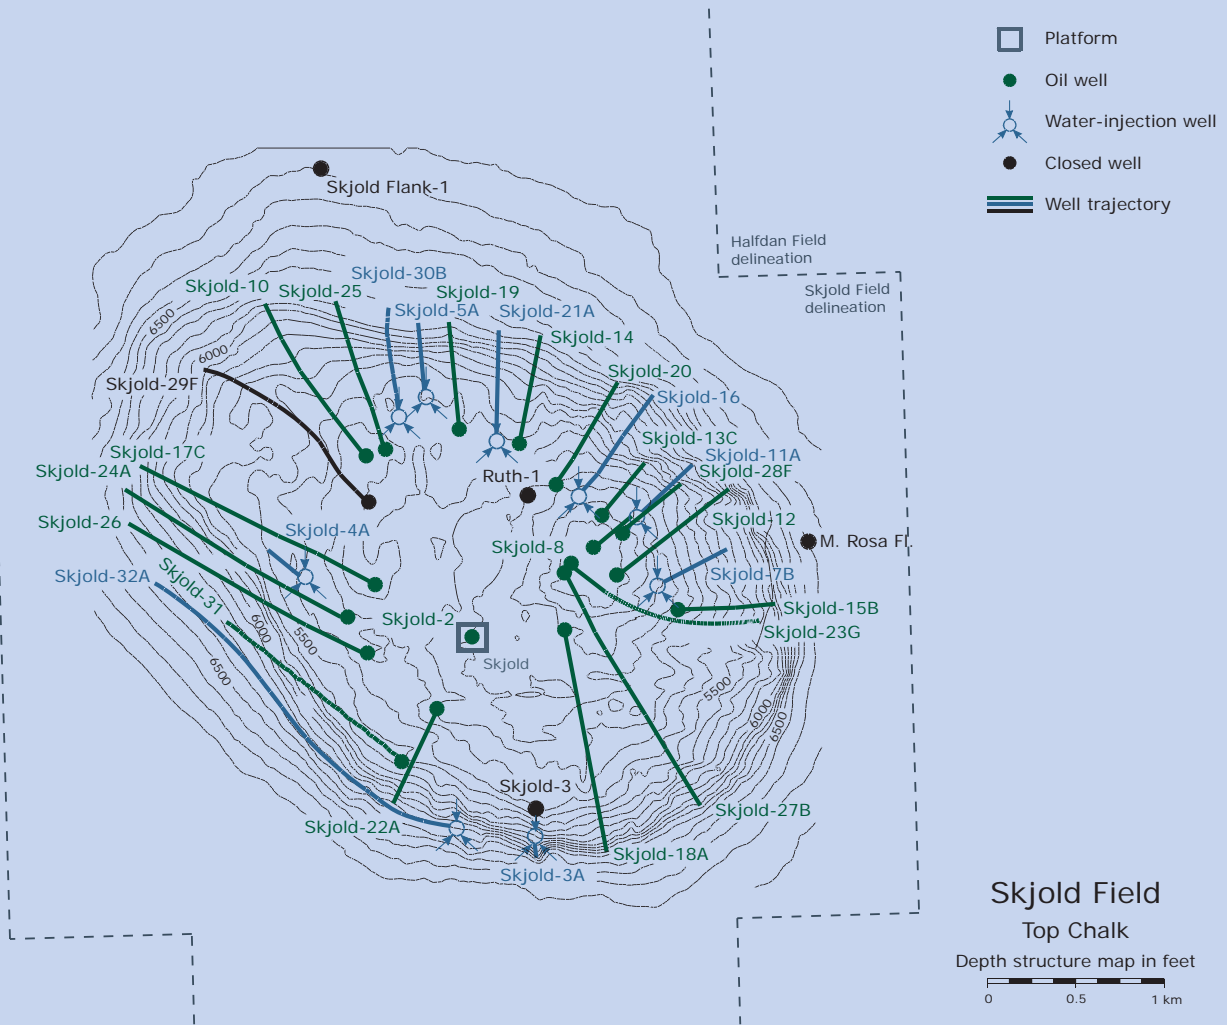 Platform
Oil well
Water-injection well
Closed well
Well trajectory
Skjold Flank-1
Halfdan Field
delineation
Skjold Field
delineation
Skjold-30B
Skjold-10
Skjold-25
Skjold-19
Skjold-5A
Skjold-21A
6500
Skjold-14
6000
Skjold-20
Skjold-29F
Skjold-16
Skjold-13C
Skjold-17C
Skjold-11A
Skjold-24A
Skjold-28F
Ruth-1
Skjold-26
Skjold-12
Skjold-4A
M. Rosa Fl.
Skjold-8
Skjold-32A
Skjold-7B
Skjold-31
Skjold-15B
Skjold-2
6000
5500
Skjold-23G
Skjold
6500
5500
6000
6500
Skjold-3
Skjold-27B
Skjold-22A
Skjold-18A
Skjold-3A
Skjold Field
Top Chalk
Depth structure map in feet
0 0.5 1 km